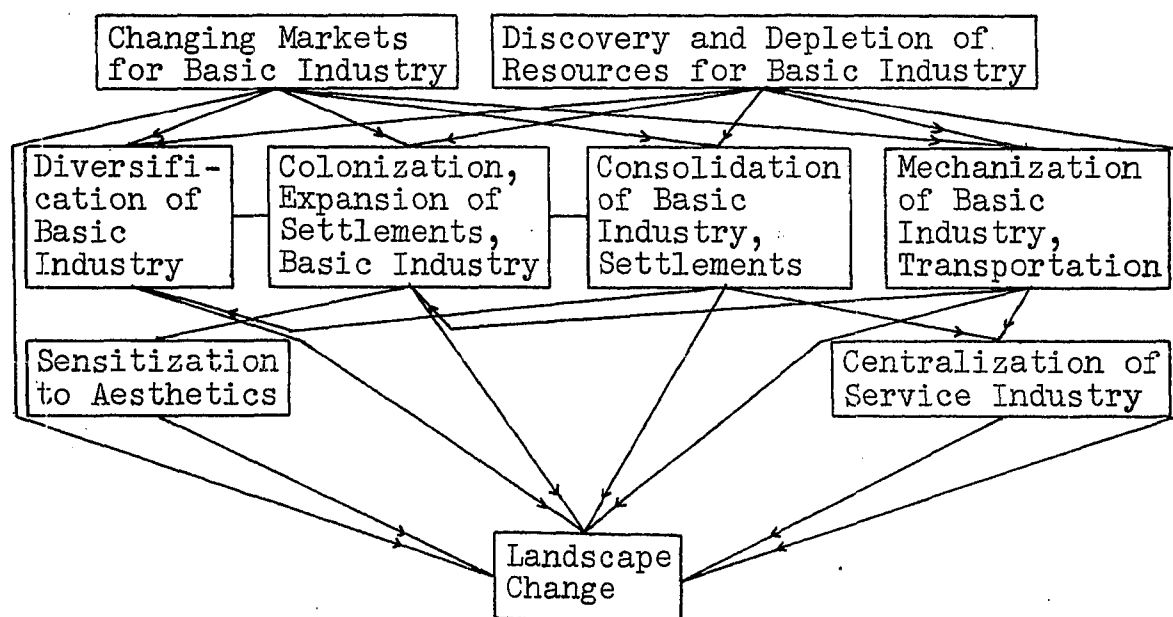 Changing Markets
for Basic Industry
Discovery and Depletion of
Resources for Basic Industry
Diversifi-
cation of
Basic
Industry
Colonization,
Expansion of
Settlements,
Basic Industry
Consolidation
of Basic
Industry,
Settlements
Mechanization
of Basic
Industry,
Transportation
Sensitization
to Aesthetics
Centralization of
Service Industry
Landscape
Change